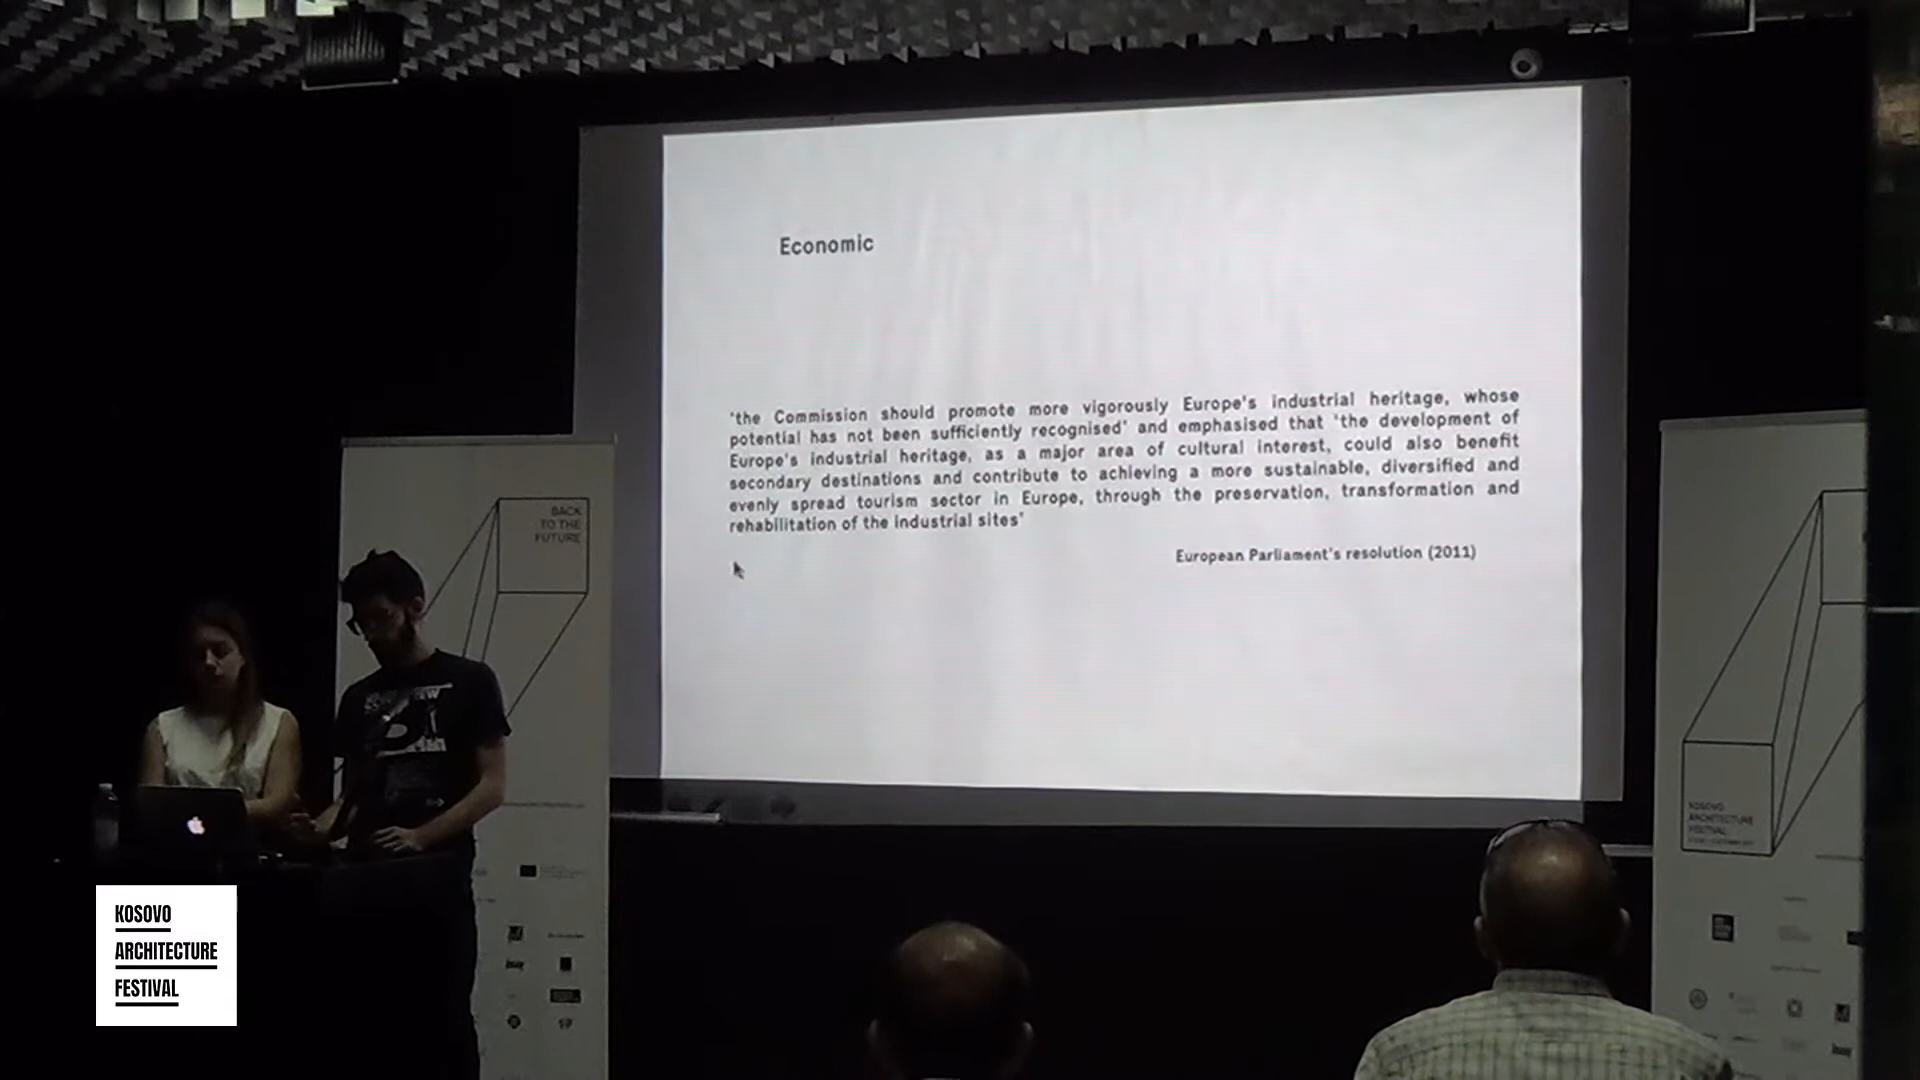 Economic
'the Commission should promote more vigorously Europe's industrial heritage, whose
potential has not been sufficiently recognised' and emphasised that 'the development of
Europe's industrial heritage, as a major area of cultural interest, could also benefit
secondary destinations and contribute to achieving a more sustainable, diversified and
evenly spread tourism sector in Europe, through the preservation, transformation and
rehabilitation of the industrial sites'
European Parliament's resolution (2011)
BACK
TO THE
FUTURE
KOSOVO
ARCHITECTURE
FESTIVAL
KOSOVO
ARCHITECTURE
FESTIVAL